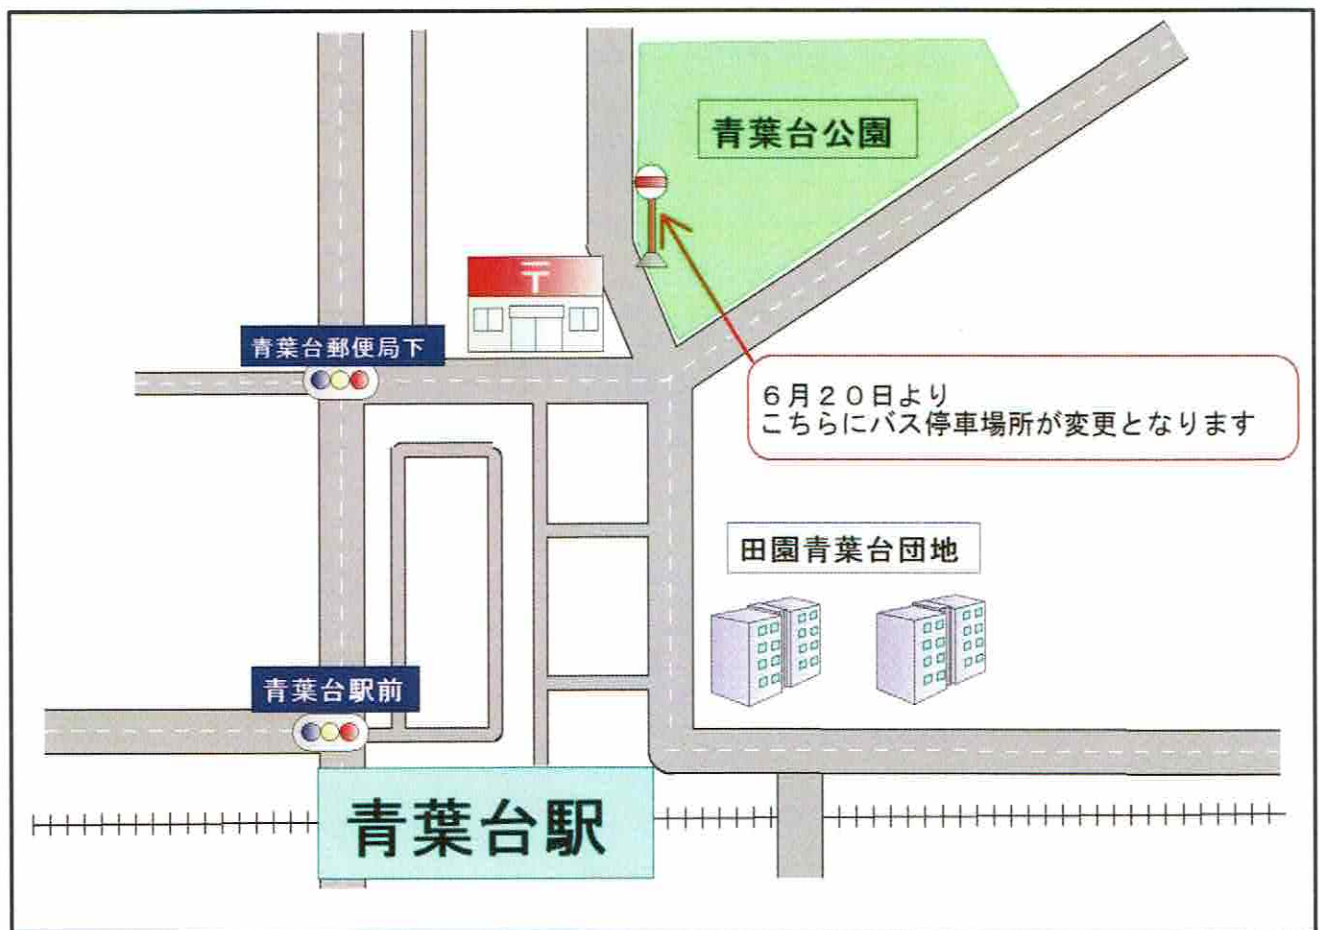 青葉台公園
〒
青葉台郵便局下
６月２０日より
こちらにバス停車場所が変更となります
田園青葉台団地
青葉台駅前
青葉台駅